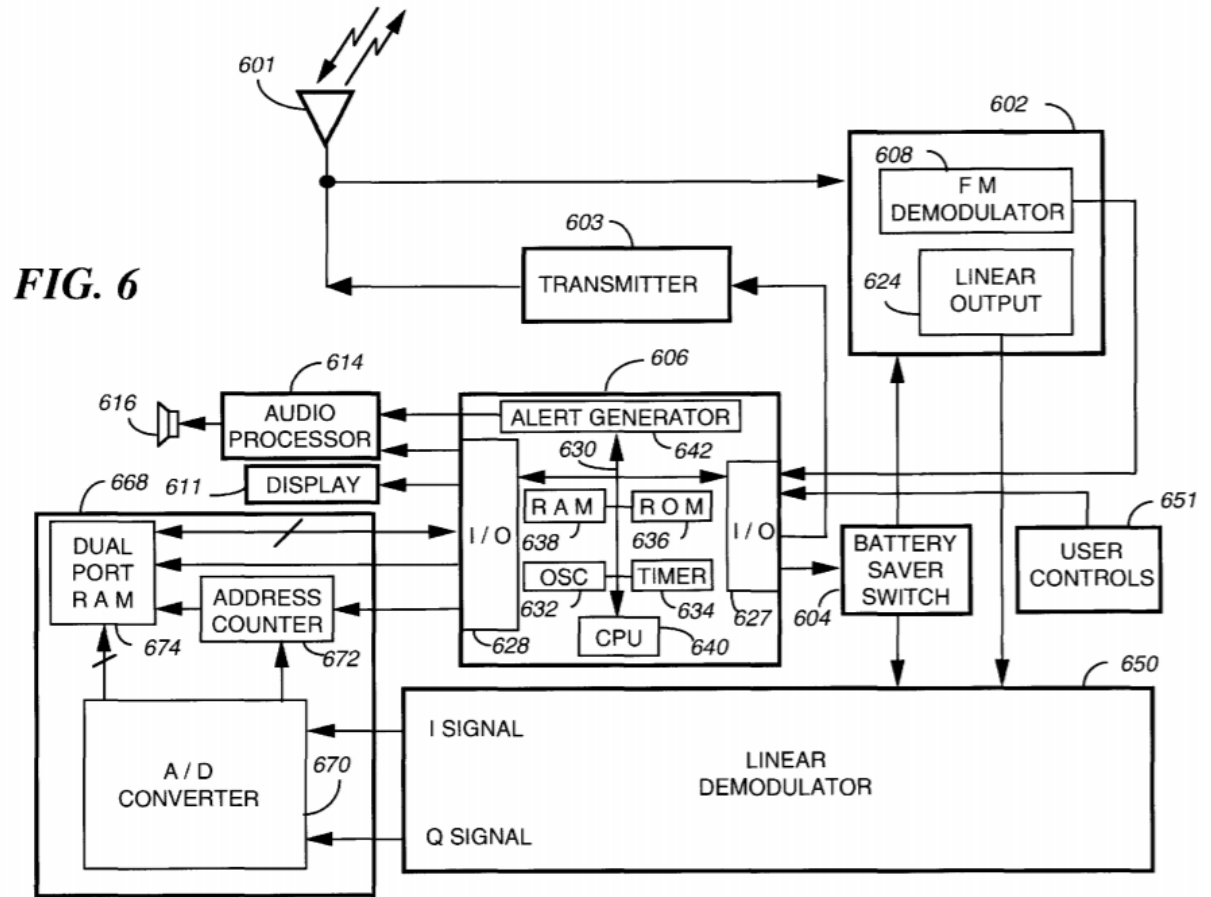 601
602
608
F M
DEMODULATOR
603
TRANSMITTER
FIG. 6
624
LINEAR
OUTPUT
614
606
616
AUDIO
PROCESSOR
ALERT GENERATOR
642
630
668
611
DISPLAY
I / O
R A M
R O M
I / O
638
636
651
DUAL
PORT
R A M
BATTERY
SAVER
SWITCH
USER
CONTROLS
OSC
TIMER
ADDRESS
COUNTER
632
634
604
627
CPU
640
674
672
628
650
I SIGNAL
A / D
CONVERTER
670
LINEAR
DEMODULATOR
Q SIGNAL